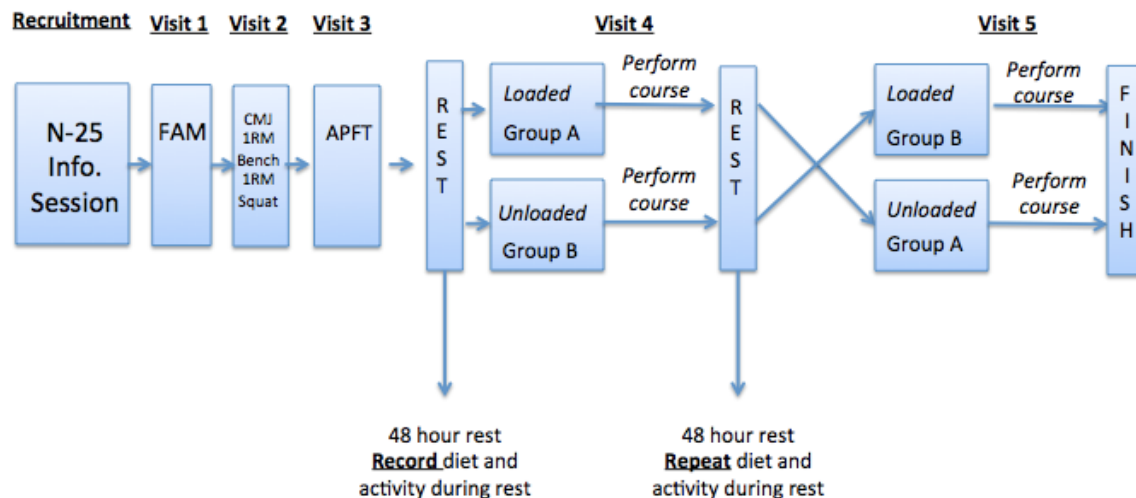 Recruitment
Visit 1
Visit 2
Visit 3
Visit 4
Visit 5
N-25
Info.
Session
FAM
CMJ
1RM
Bench
1RM
Squat
APFT
R
E
S
T
Loaded
Group A
Perform
course
Unloaded
Group B
Perform
course
R
E
S
T
Loaded
Group B
Perform
course
Unloaded
Group A
Perform
course
F
I
N
I
S
H
48 hour rest
Record diet and
activity during rest
48 hour rest
Repeat diet and
activity during rest